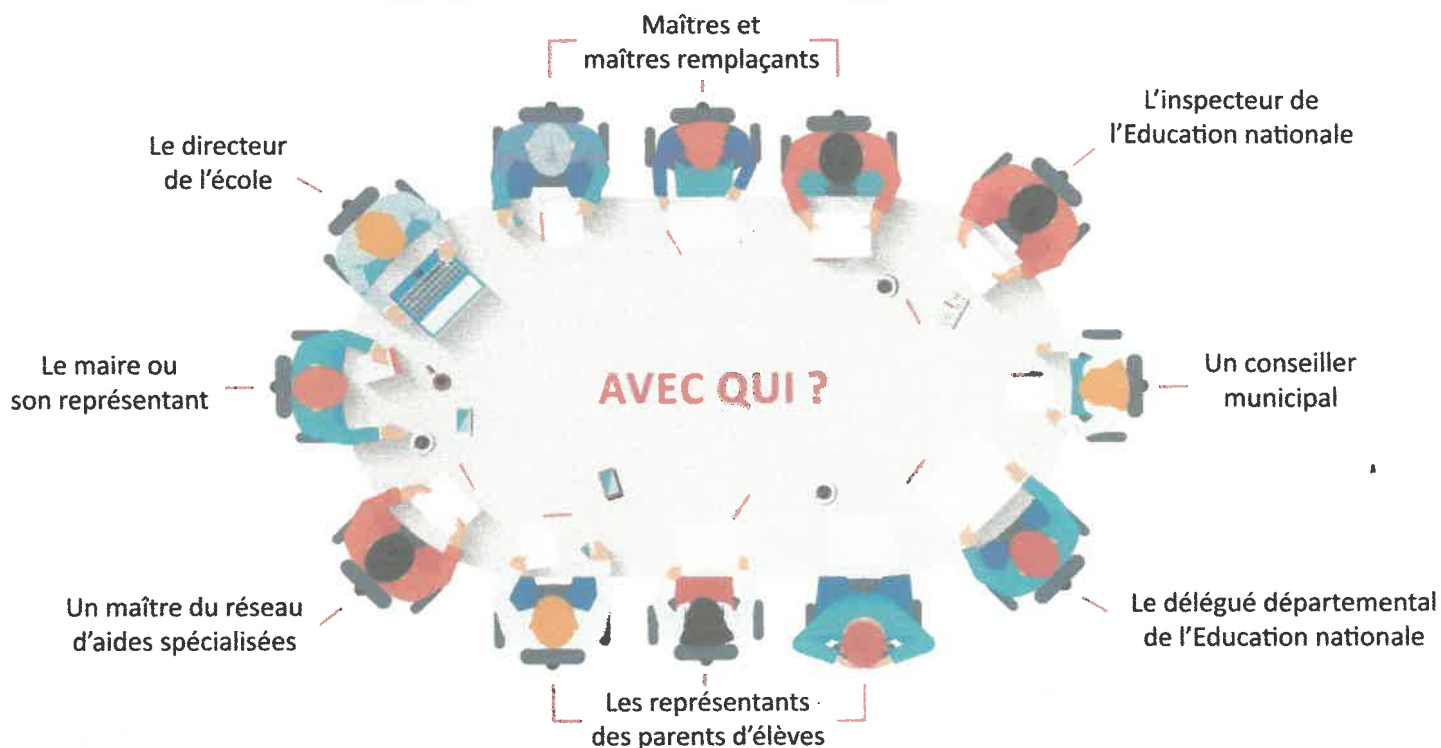 Maîtres et
maîtres remplaçants
L'inspecteur de
l'Education nationale
Le directeur
de l'école
Le maire ou
son représentant
AVEC QUI ?
Un conseiller
municipal
Un maître du réseau
d'aides spécialisées
Le délégué départemental
de l'Education nationale
Les représentants
des parents d'élèves